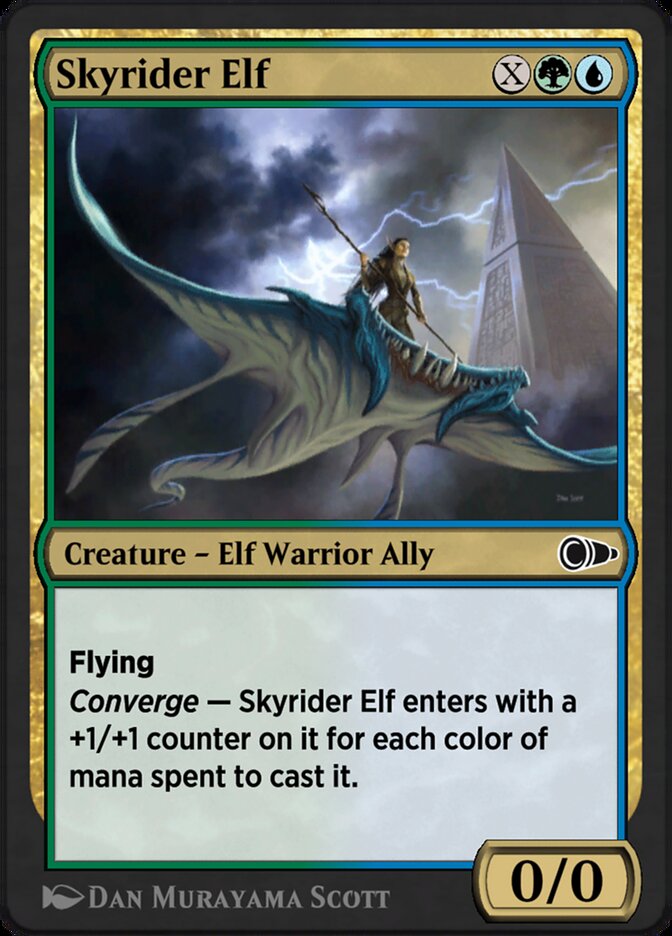 Skyrider Elf X
Creature – Elf Warrior Ally
Flying
Converge — Skyrider Elf enters with a
+1/+1 counter on it for each color of
mana spent to cast it.
0/0
Dan Murayama Scott